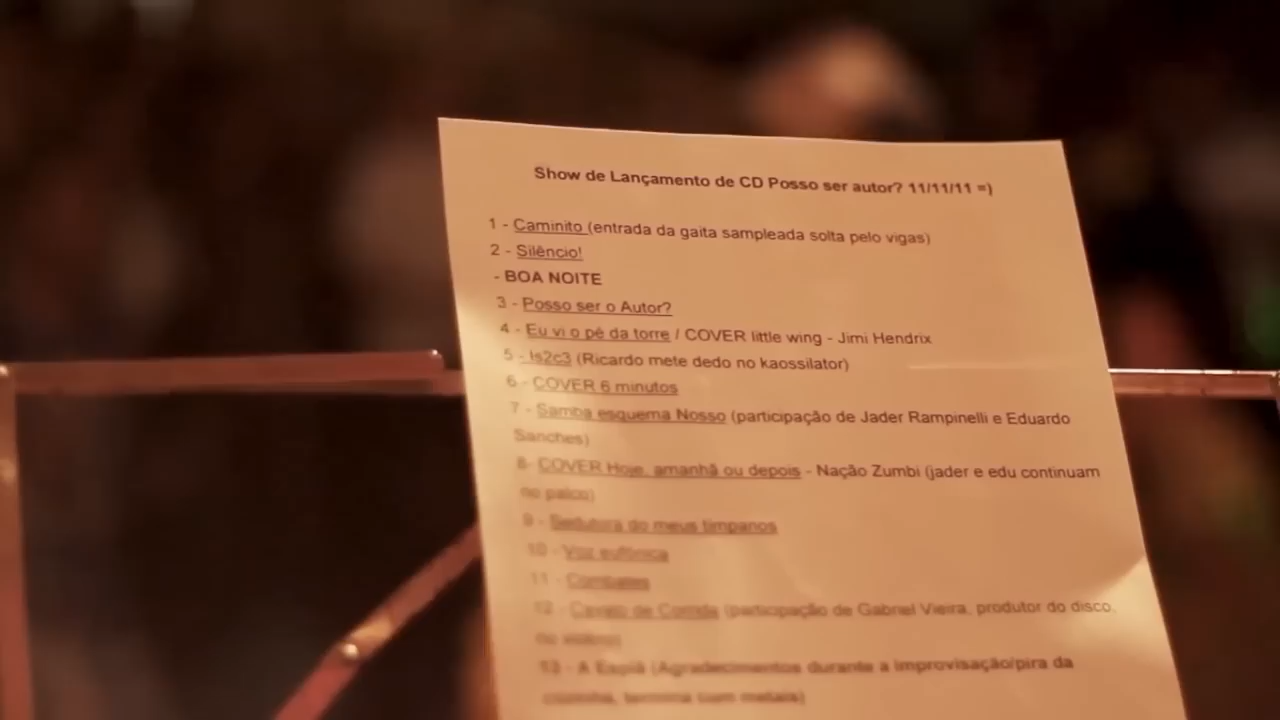 Show de Lançamento de CD Posso ser autor? 11/11/11 =)
1 - Caminito (entrada da gaita sampleada solta pelo vigas)
2 - Silêncio!
- BOA NOITE
3 - Posso ser o Autor?
4 - Eu vi o pé da torre / COVER little wing - Jimi Hendrix
5 - Is2c3 (Ricardo mete dedo no kaossilator)
6 - COVER 6 minutos
7 - Samba esquema Nosso (participação de Jader Rampinelli e Eduardo
Sanches)
8- COVER Hoje, amanhã ou depois - Nação Zumbi (jader e edu continuam
no palco)
9 - Sedutora do meus tímpanos
10 - Voz eufônica
11 - Combates
12 - Cavalo de Corrida (participação de Gabriel Vieira, produtor do disco,
13 - A Espiã (Agradecimentos durante a improvisação/pira da
termina com metais)